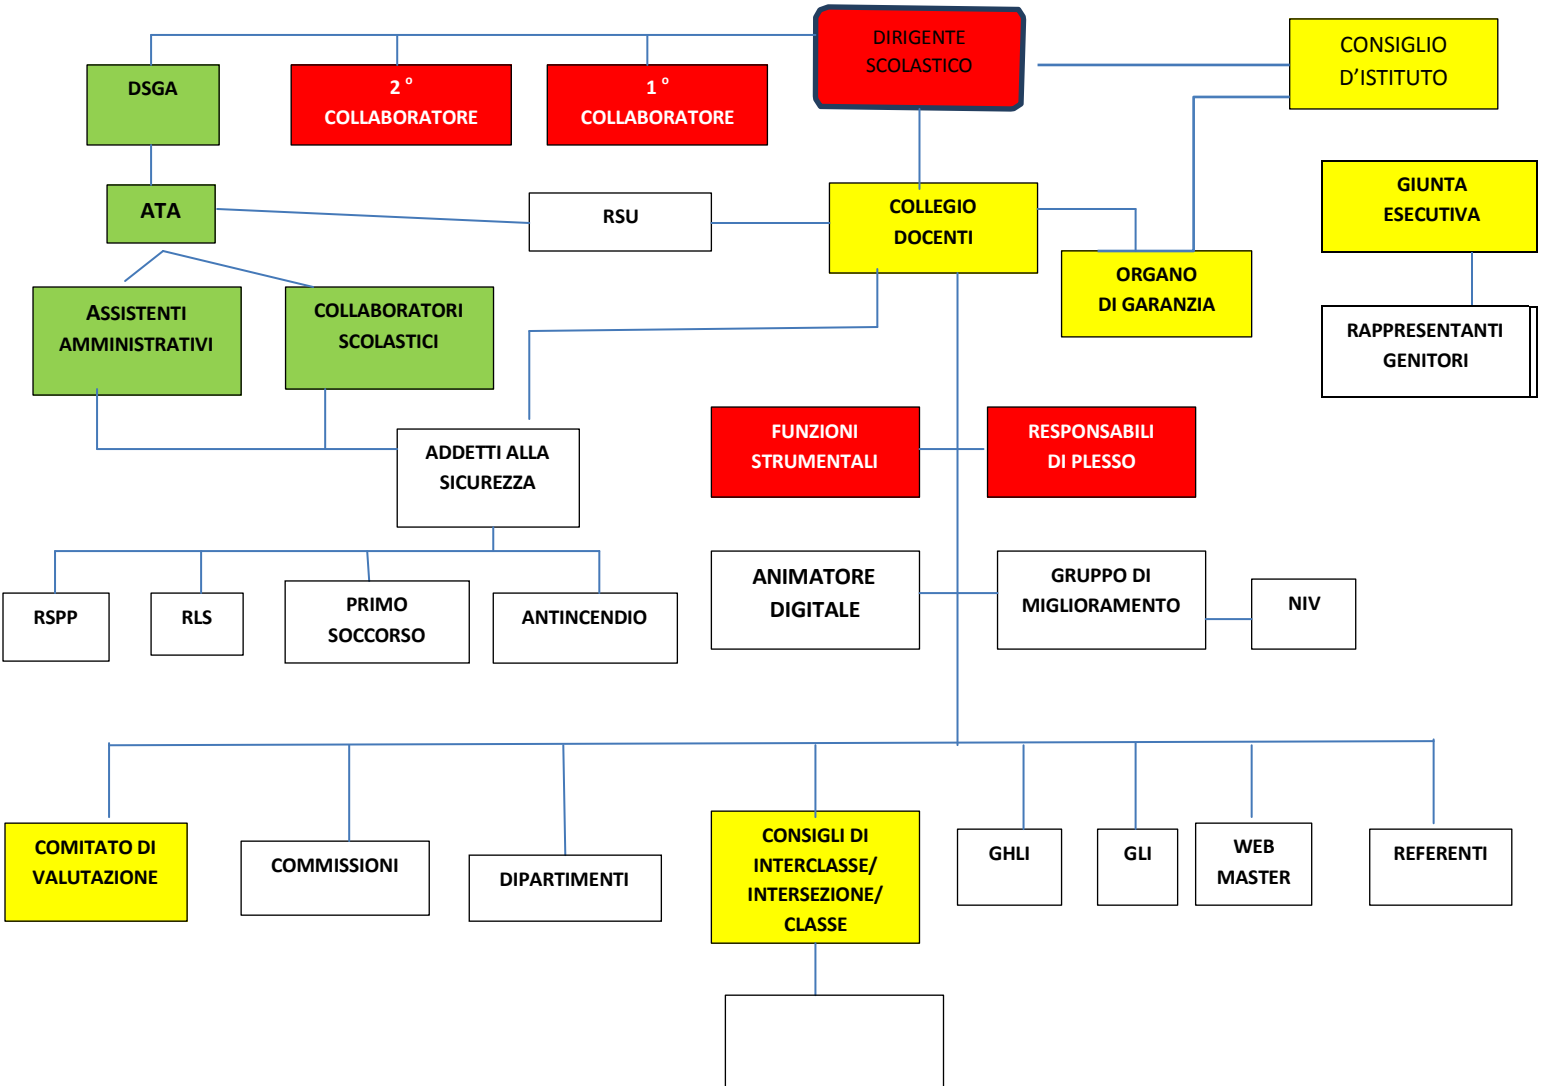 DIRIGENTE
SCOLASTICO
CONSIGLIO
D’ISTITUTO
DSGA
2 °
COLLABORATORE
1 °
COLLABORATORE
ATA
RSU
COLLEGIO
DOCENTI
GIUNTA
ESECUTIVA
ORGANO
DI GARANZIA
ASSISTENTI
AMMINISTRATIVI
COLLABORATORI
SCOLASTICI
RAPPRESENTANTI
GENITORI
FUNZIONI
STRUMENTALI
RESPONSABILI
DI PLESSO
ADDETTI ALLA
SICUREZZA
ANIMATORE
DIGITALE
GRUPPO DI
MIGLIORAMENTO
NIV
RSPP
RLS
PRIMO
SOCCORSO
ANTINCENDIO
COMITATO DI
VALUTAZIONE
COMMISSIONI
DIPARTIMENTI
CONSIGLI DI
INTERCLASSE/
INTERSEZIONE/
CLASSE
GHLI
GLI
WEB
MASTER
REFERENTI